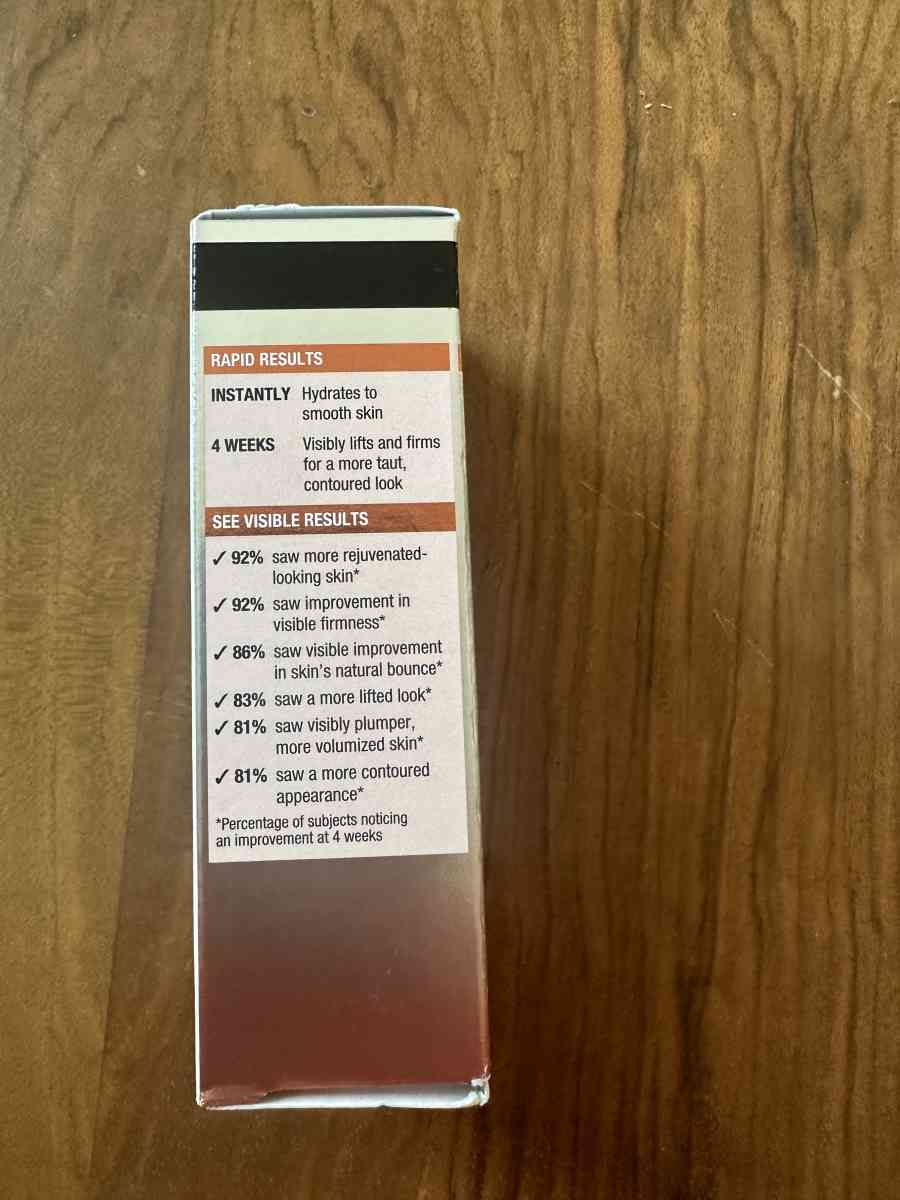 RAPID RESULTS
INSTANTLY Hydrates to
smooth skin
4 WEEKS Visibly lifts and firms
for a more taut,
contoured look
SEE VISIBLE RESULTS
✓ 92% saw more rejuvenated-
looking skin*
✓ 92% saw improvement in
visible firmness*
✓ 86% saw visible improvement
in skin's natural bounce*
✓ 83% saw a more lifted look*
✓ 81% saw visibly plumper,
more volumized skin*
✓ 81% saw a more contoured
appearance*
*Percentage of subjects noticing
an improvement at 4 weeks